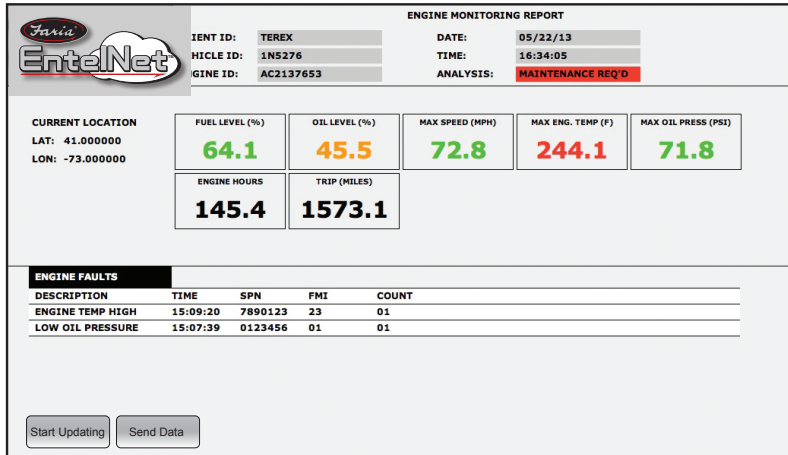 Faria
EntelNet
ENGINE MONITORING REPORT
IENT ID: TEREX DATE: 05/22/13
HICLE ID: 1N5276 TIME: 16:34:05
GINE ID: AC2137653 ANALYSIS: MAINTENANCE REQ'D
CURRENT LOCATION
LAT: 41.000000
LON: -73.000000
FUEL LEVEL (%) OIL LEVEL (%) MAX SPEED (MPH) MAX ENG. TEMP (F) MAX OIL PRESS (PSI)
64.1 45.5 72.8 244.1 71.8
ENGINE HOURS TRIP (MILES)
145.4 1573.1
ENGINE FAULTS
DESCRIPTION TIME SPN FMI COUNT
ENGINE TEMP HIGH 15:09:20 7890123 23 01
LOW OIL PRESSURE 15:07:39 0123456 01 01
Start Updating Send Data